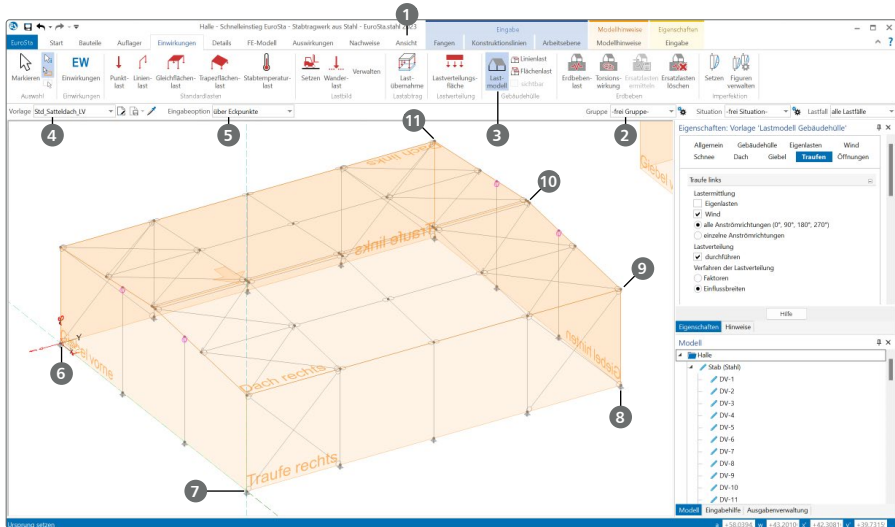 Halle - Schnelleinstieg EuroSta - Stabtragwerk aus Stahl - EuroSta.stahl 2023
1
Eingabe
Modellhinweise
Eigenschaften
EuroSta
Start
Bauteile
Auflager
Einwirkungen
Details
FE-Modell
Auswirkungen
Nachweise
Ansicht
Fangen
Konstruktionslinien
Arbeitsebene
Modellhinweise
Eingabe
Markieren
EW
Einwirkungen
Punkt-last
Linien-last
Gleichflächen-last
Trapezflächen-last
Stabtemperatur-last
Setzen
Wander-last
Verwalten
Last-übernahme
Lastverteilungs-fläche
Last-modell
Linienlast
Flächenlast
sichtbar
Erdbeben-last
Torsions-wirkung
Ersatzlasten ermitteln
Ersatzlasten löschen
Setzen
Figuren verwalten
Auswahl
Einwirkungen
Standardlasten
Lastbild
Lastabtrag
Lastverteilung
Gebäudehülle
Erdbeben
Imperfektion
Vorlage Std_Satteldach_LV
Eingabeoption über Eckpunkte
Gruppe -frei Gruppe-
Situation -frei Situation-
Lastfall alle Lastfälle
4
5
3
2
11
10
9
8
7
6
Dach links
Traufe links
Giebel vorne
Dach rechts
Giebel hinten
Traufe rechts
Y
Eigenschaften: Vorlage 'Lastmodell Gebäudehülle'
Allgemein
Gebäudehülle
Eigenlasten
Wind
Schnee
Dach
Giebel
Traufen
Öffnungen
Traufe links
Lastermittlung
Eigenlasten
Wind
alle Anströmrichtungen (0°, 90°, 180°, 270°)
einzelne Anströmrichtungen
Lastverteilung
durchführen
Verfahren der Lastverteilung
Faktoren
Einflussbreiten
Hilfe
Eigenschaften
Hinweise
Modell
Halle
Stab (Stahl)
DV-1
DV-2
DV-3
DV-4
DV-5
DV-6
DV-7
DV-8
DV-9
DV-10
DV-11
Modell
Eingabehilfe
Ausgabenverwaltung
Ursprung setzen